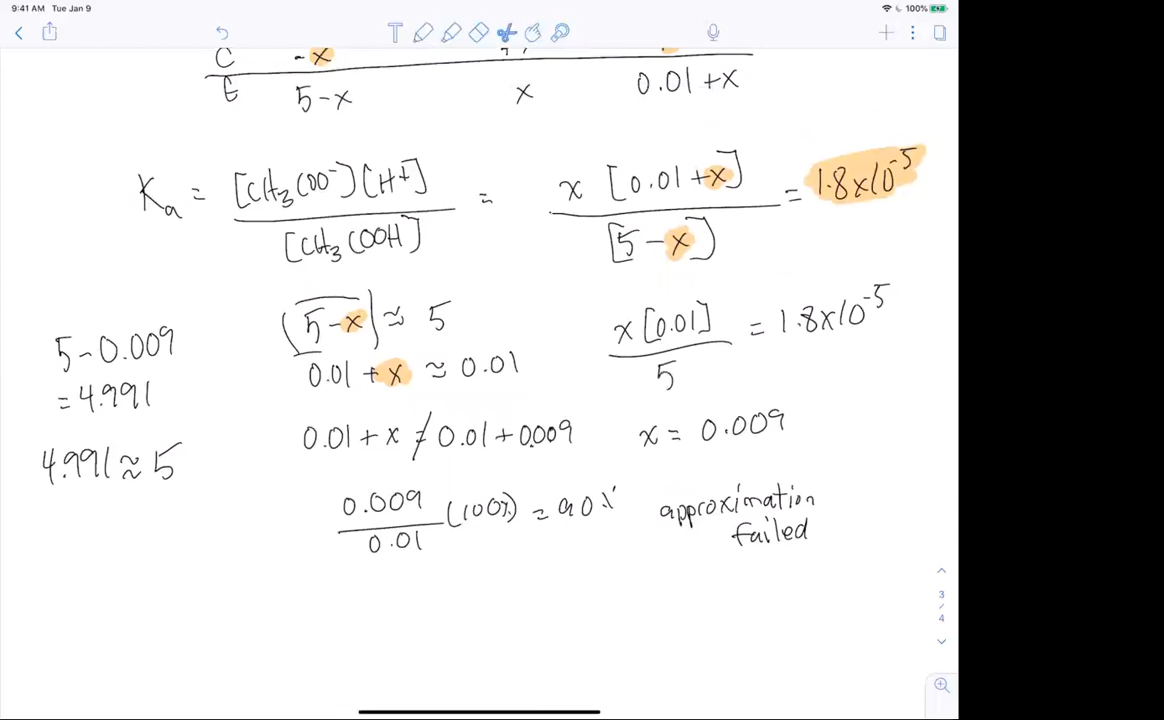 9:41 AM Tue Jan 9
100%
C -x
E 5-x x 0.01+x
Ka = [CH3COO-][H+] / [CH3COOH] = x [0.01+x] / [5-x] = 1.8x10^-5
5-0.009
=4.991
4.991≈5
(5-x)≈ 5
0.01+x ≈ 0.01
x[0.01] / 5 = 1.8x10^-5
0.01+x ≠ 0.01+0.009
x = 0.009
0.009 / 0.01 (100%) = 90% approximation
failed
3
/
4